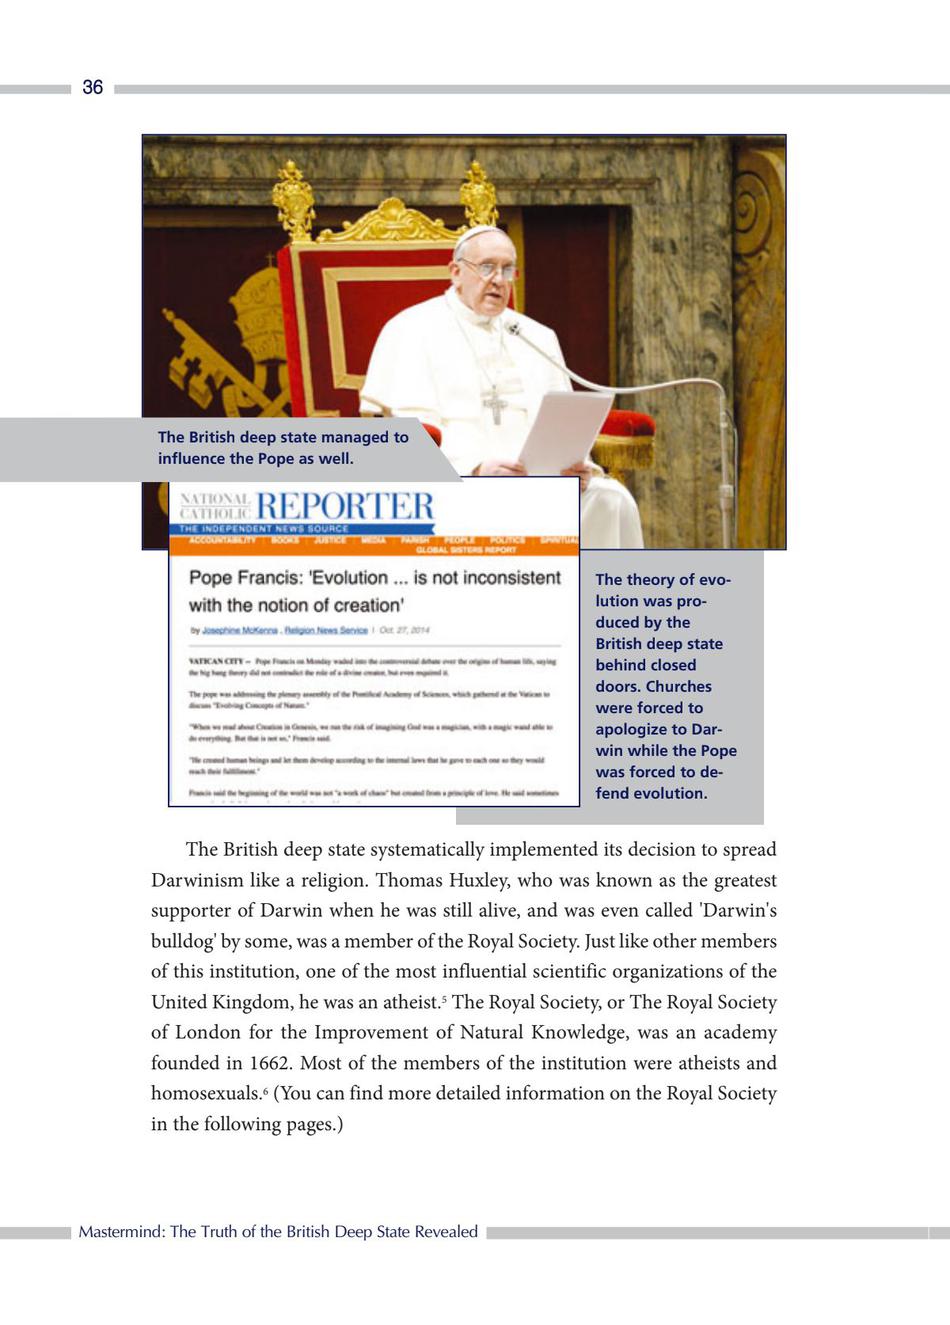 36
The British deep state managed to
influence the Pope as well.
NATIONAL
CATHOLIC REPORTER
THE INDEPENDENT NEWS SOURCE
ACCOUNTABILITY BOOKS JUSTICE MEDIA PARISH PEOPLE POLITICS SPIRITUAL
GLOBAL SISTERS REPORT
Pope Francis: 'Evolution ... is not inconsistent
with the notion of creation'
by Josephine McKenna, Religion News Service | Oct. 27, 2014
VATICAN CITY -- Pope Francis on Monday waded into the controversial debate over the origins of human life, saying
the big bang theory did not contradict the role of a divine creator, but even required it.
The pope was addressing the plenary assembly of the Pontifical Academy of Sciences, which gathered at the Vatican to
discuss "Evolving Concepts of Nature."
"When we read about Creation in Genesis, we run the risk of imagining God was a magician, with a magic wand able to
do everything. But that is not so," Francis said.
"He created human beings and let them develop according to the internal laws that he gave to each one so they would
reach their fulfillment."
Francis said the beginning of the world was not "a work of chaos" but created from a principle of love. He said sometimes
The theory of evo-
lution was pro-
duced by the
British deep state
behind closed
doors. Churches
were forced to
apologize to Dar-
win while the Pope
was forced to de-
fend evolution.
The British deep state systematically implemented its decision to spread
Darwinism like a religion. Thomas Huxley, who was known as the greatest
supporter of Darwin when he was still alive, and was even called 'Darwin's
bulldog' by some, was a member of the Royal Society. Just like other members
of this institution, one of the most influential scientific organizations of the
United Kingdom, he was an atheist.⁵ The Royal Society, or The Royal Society
of London for the Improvement of Natural Knowledge, was an academy
founded in 1662. Most of the members of the institution were atheists and
homosexuals.⁶ (You can find more detailed information on the Royal Society
in the following pages.)
Mastermind: The Truth of the British Deep State Revealed